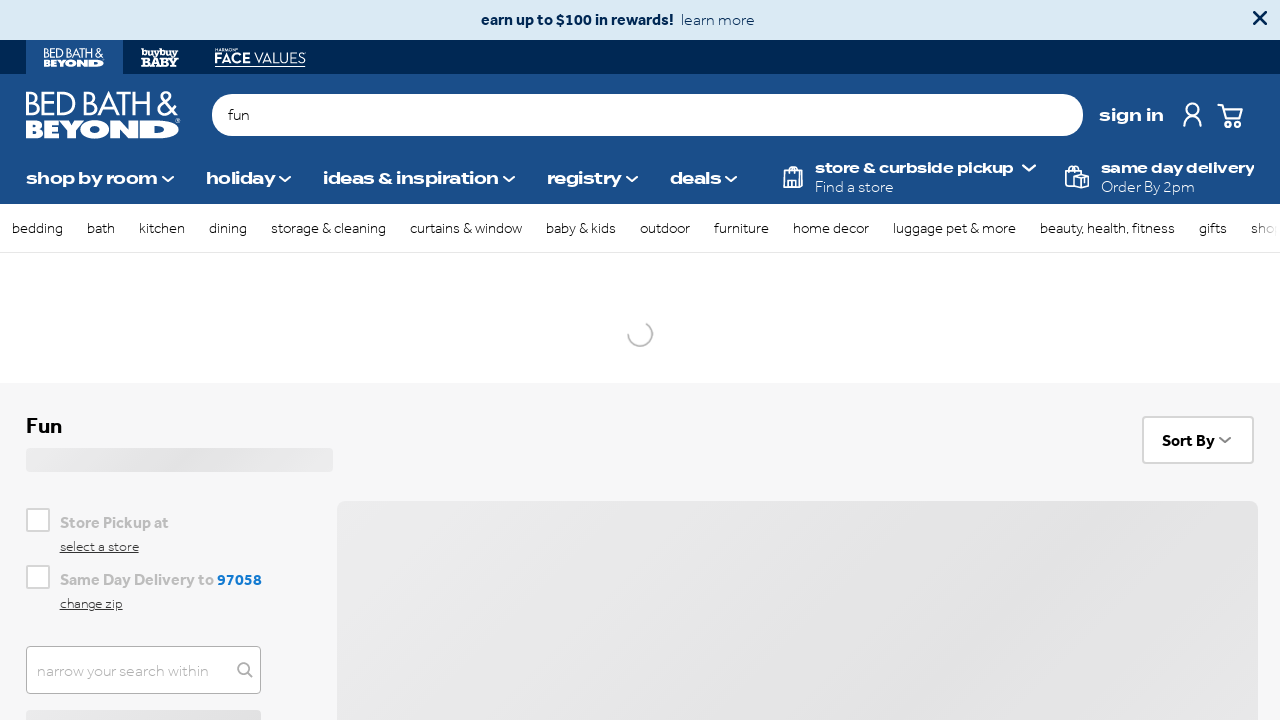 earn up to $100 in rewards! learn more
BED BATH & BEYOND
buybuy BABY
HARMON FACE VALUES
BED BATH & BEYOND
fun
sign in
shop by room
holiday
ideas & inspiration
registry
deals
store & curbside pickup
Find a store
same day delivery
Order By 2pm
bedding bath kitchen dining storage & cleaning curtains & window baby & kids outdoor furniture home decor luggage pet & more beauty, health, fitness gifts
Fun
Sort By
Store Pickup at
select a store
Same Day Delivery to 97058
change zip
narrow your search within